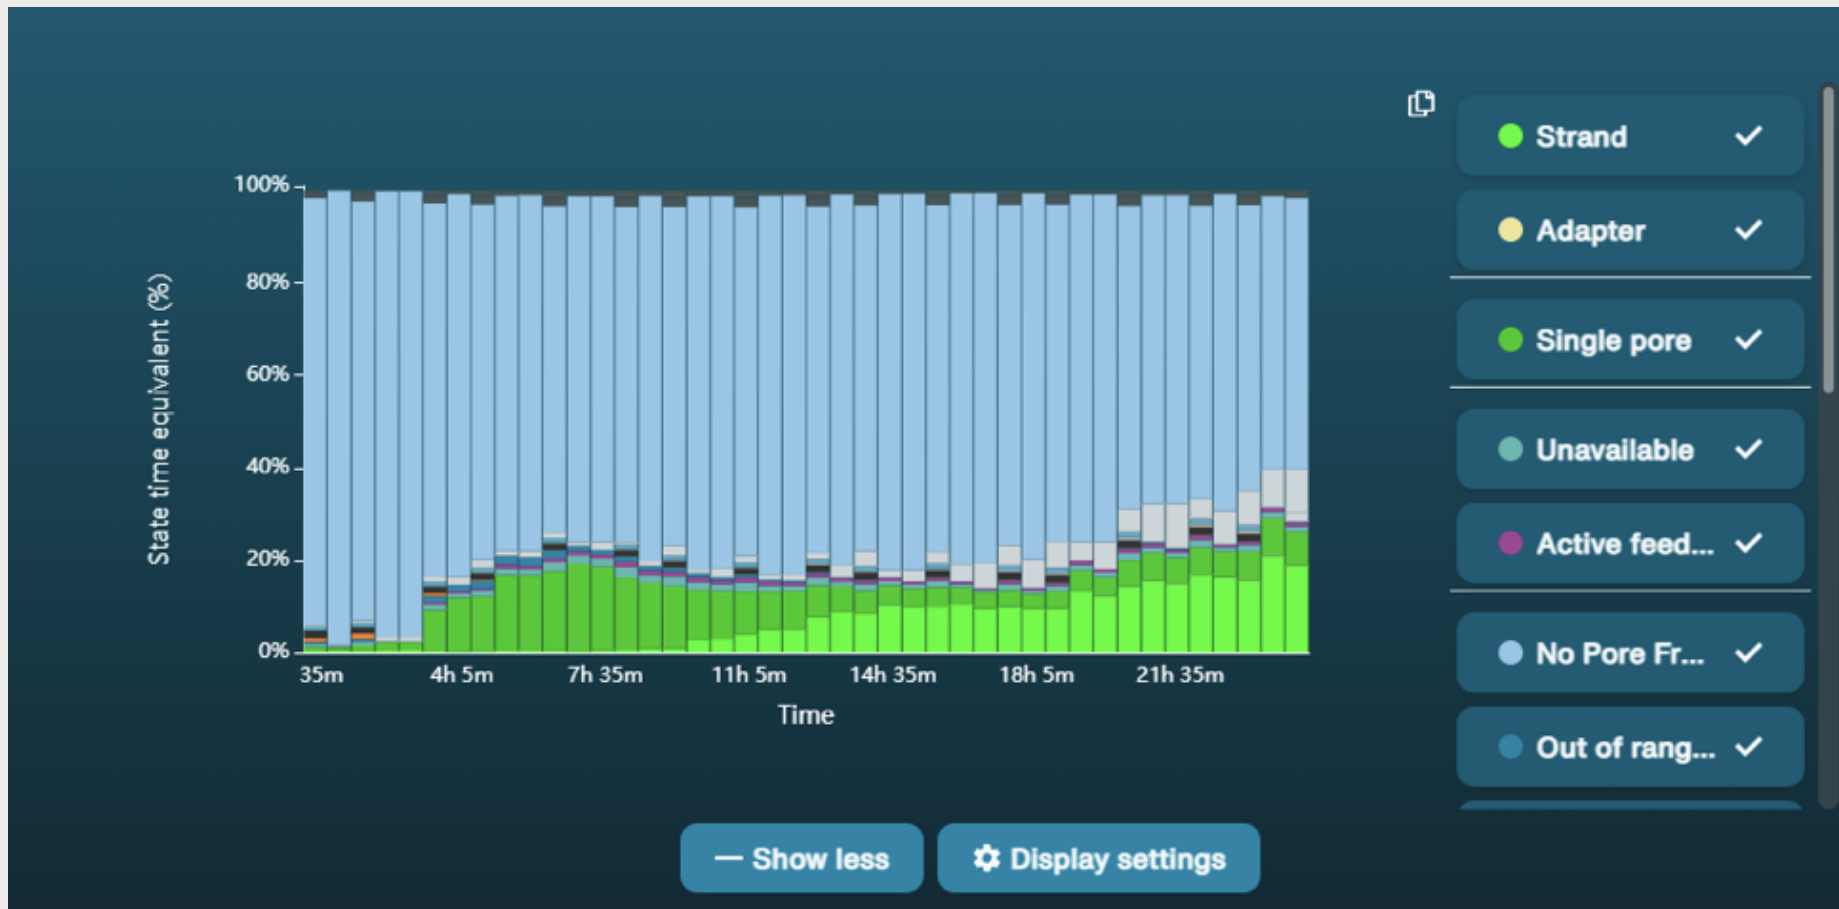 100%
80%
60%
40%
20%
0%
State time equivalent (%)
35m 4h 5m 7h 35m 11h 5m 14h 35m 18h 5m 21h 35m
Time
Strand
Adapter
Single pore
Unavailable
Active feed...
No Pore Fr...
Out of rang...
Show less
Display settings